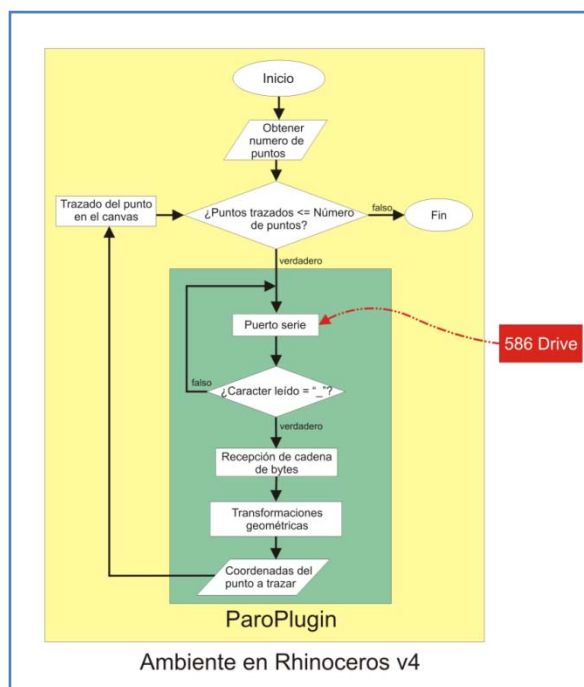 Inicio
Obtener
numero de
puntos
Trazado del punto
en el canvas
¿Puntos trazados <= Número
de puntos?
falso
Fin
verdadero
Puerto serie
586 Drive
falso
¿Caracter leído = "_"?
verdadero
Recepción de cadena
de bytes
Transformaciones
geométricas
Coordenadas del
punto a trazar
ParoPlugin
Ambiente en Rhinoceros v4